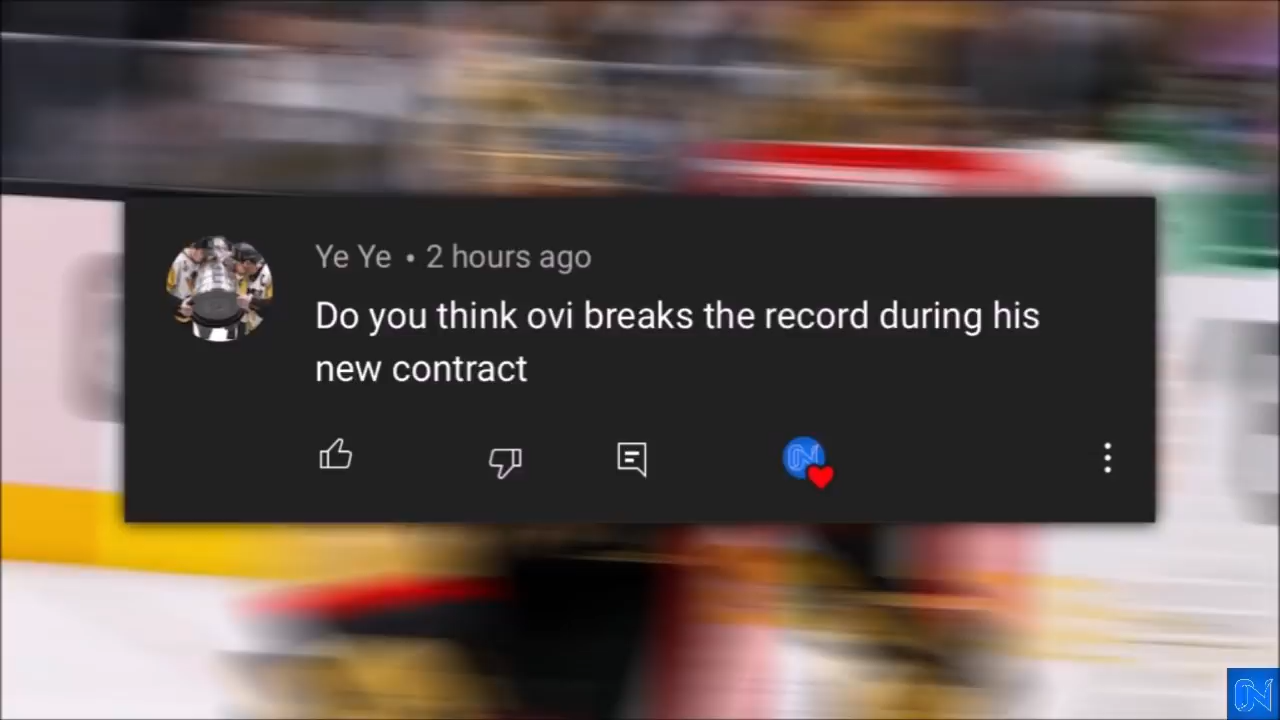 Ye Ye • 2 hours ago
Do you think ovi breaks the record during his
new contract